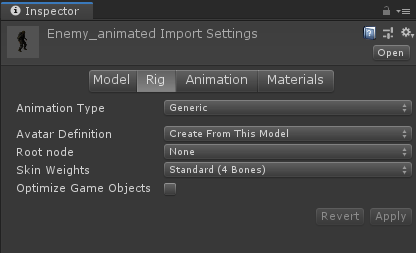 Inspector
Enemy_animated Import Settings
Open
Model Rig Animation Materials
Animation Type Generic
Avatar Definition Create From This Model
Root node None
Skin Weights Standard (4 Bones)
Optimize Game Objects
Revert Apply